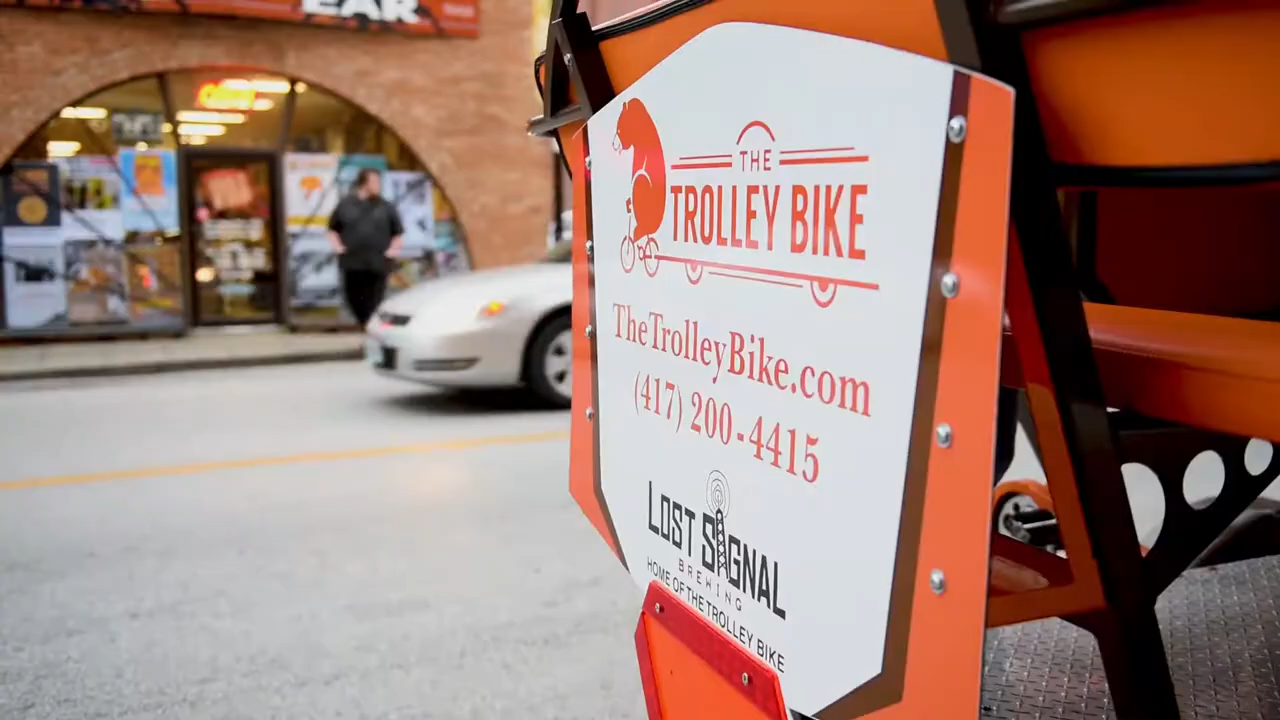 EAR
THE
TROLLEY BIKE
TheTrolleyBike.com
(417) 200-4415
LOST SIGNAL
BREWING
HOME OF THE TROLLEY BIKE